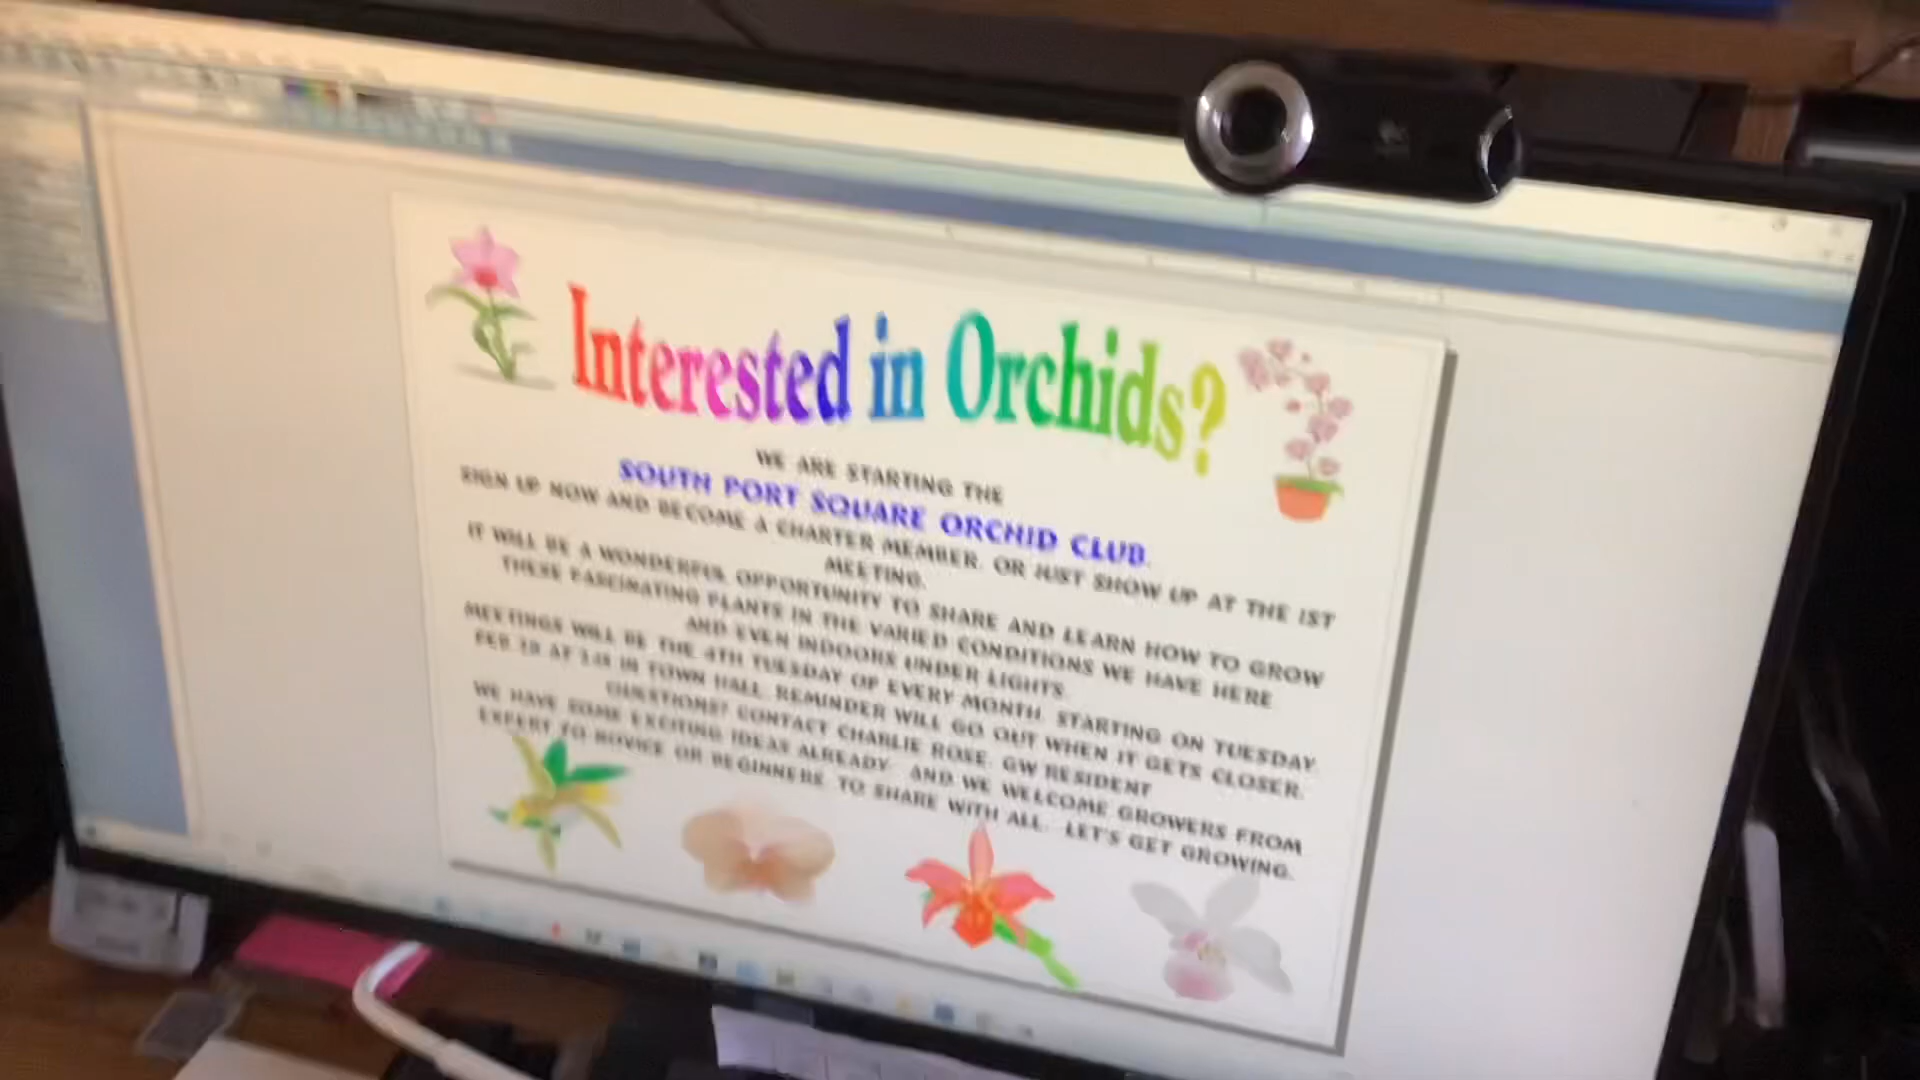 Interested in Orchids?
WE ARE STARTING THE
SOUTH PORT SQUARE ORCHID CLUB.
SIGN UP NOW AND BECOME A CHARTER MEMBER. OR JUST SHOW UP AT THE 1ST
MEETING.
IT WILL BE A WONDERFUL OPPORTUNITY TO SHARE AND LEARN HOW TO GROW
THESE FASCINATING PLANTS IN THE VARIED CONDITIONS WE HAVE HERE
AND EVEN INDOORS UNDER LIGHTS.
MEETINGS WILL BE THE 4TH TUESDAY OF EVERY MONTH. STARTING ON TUESDAY.
FEB AT IN TOWN HALL. REMINDER WILL GO OUT WHEN IT GETS CLOSER.
QUESTIONS? CONTACT CHARLIE ROSE. GW RESIDENT
WE HAVE SOME EXCITING IDEAS ALREADY. AND WE WELCOME GROWERS FROM
EXPERT TO NOVICE OR BEGINNERS. TO SHARE WITH ALL. LET'S GET GROWING.